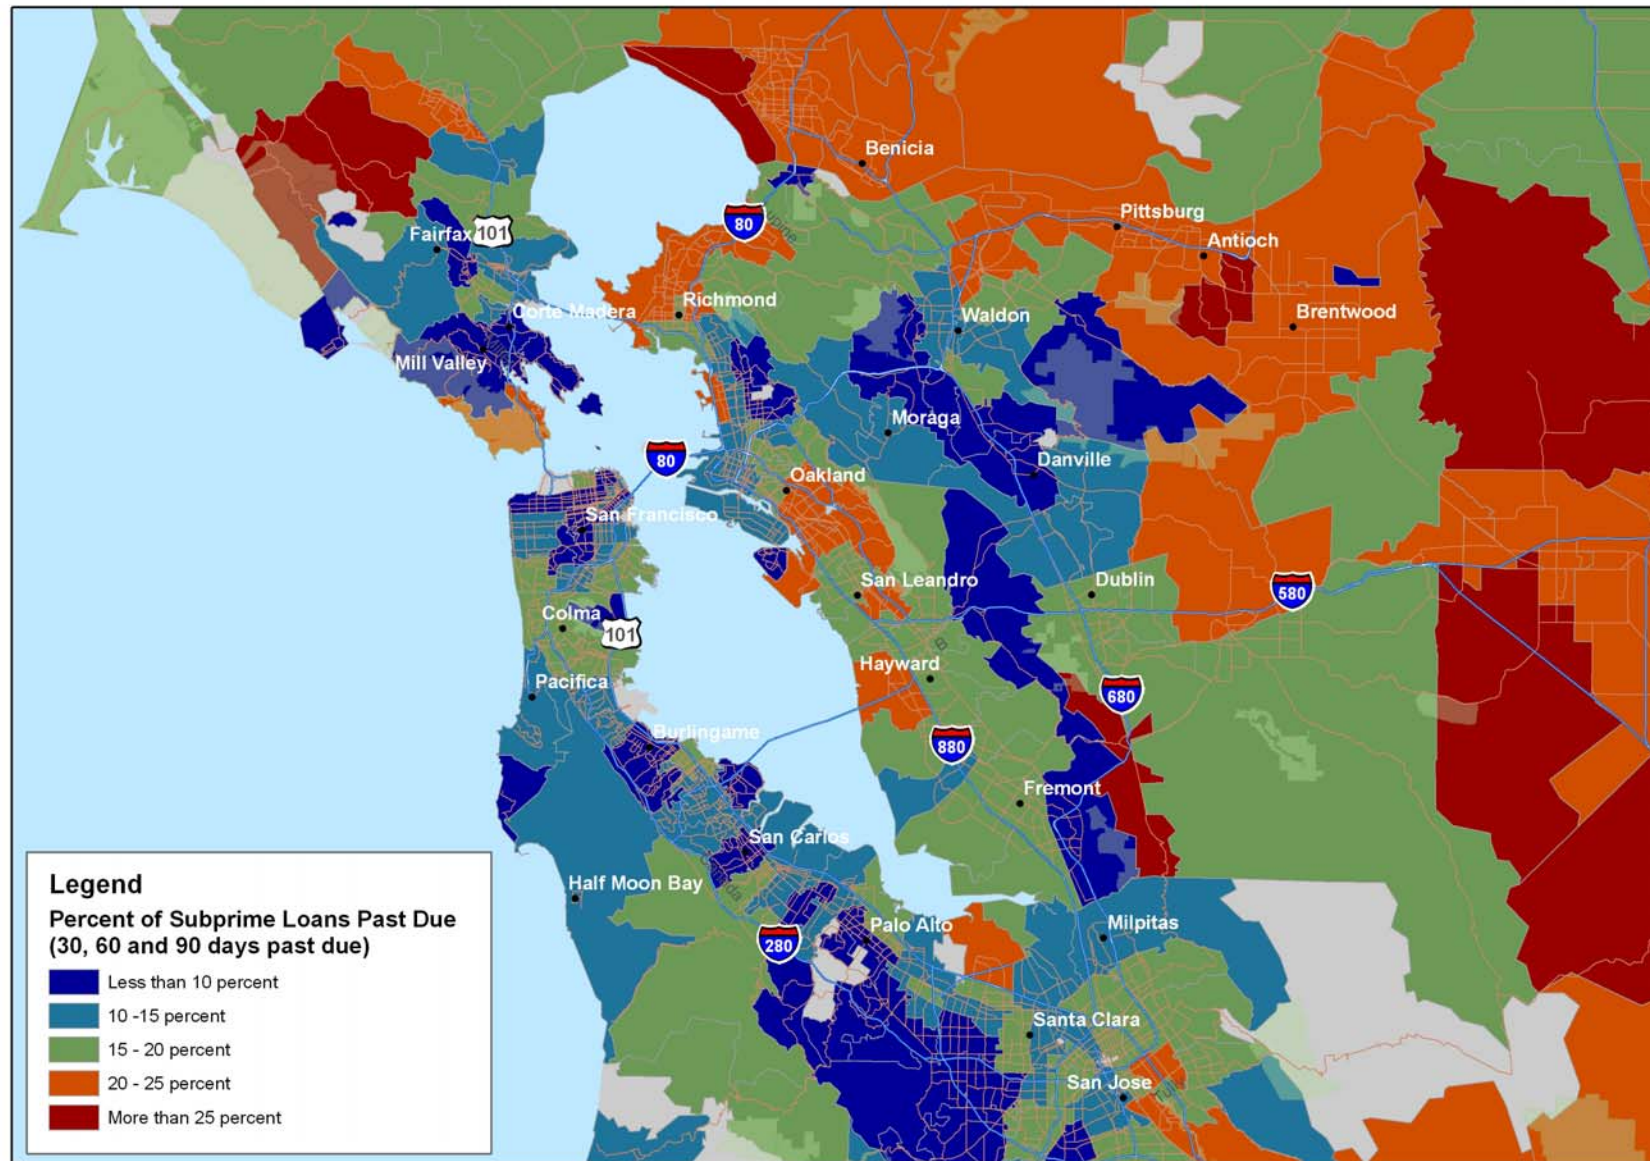 Benicia
80
Pittsburg
Fairfax
101
Antioch
Richmond
Corte Madera
Waldon
Brentwood
Mill Valley
Moraga
80
Danville
Oakland
San Francisco
San Leandro
Dublin
580
Colma
101
Hayward
Pacifica
680
Burlingame
880
Fremont
San Carlos
Half Moon Bay
Palo Alto
Milpitas
280
Santa Clara
San Jose
Legend
Percent of Subprime Loans Past Due
(30, 60 and 90 days past due)
Less than 10 percent
10 -15 percent
15 - 20 percent
20 - 25 percent
More than 25 percent